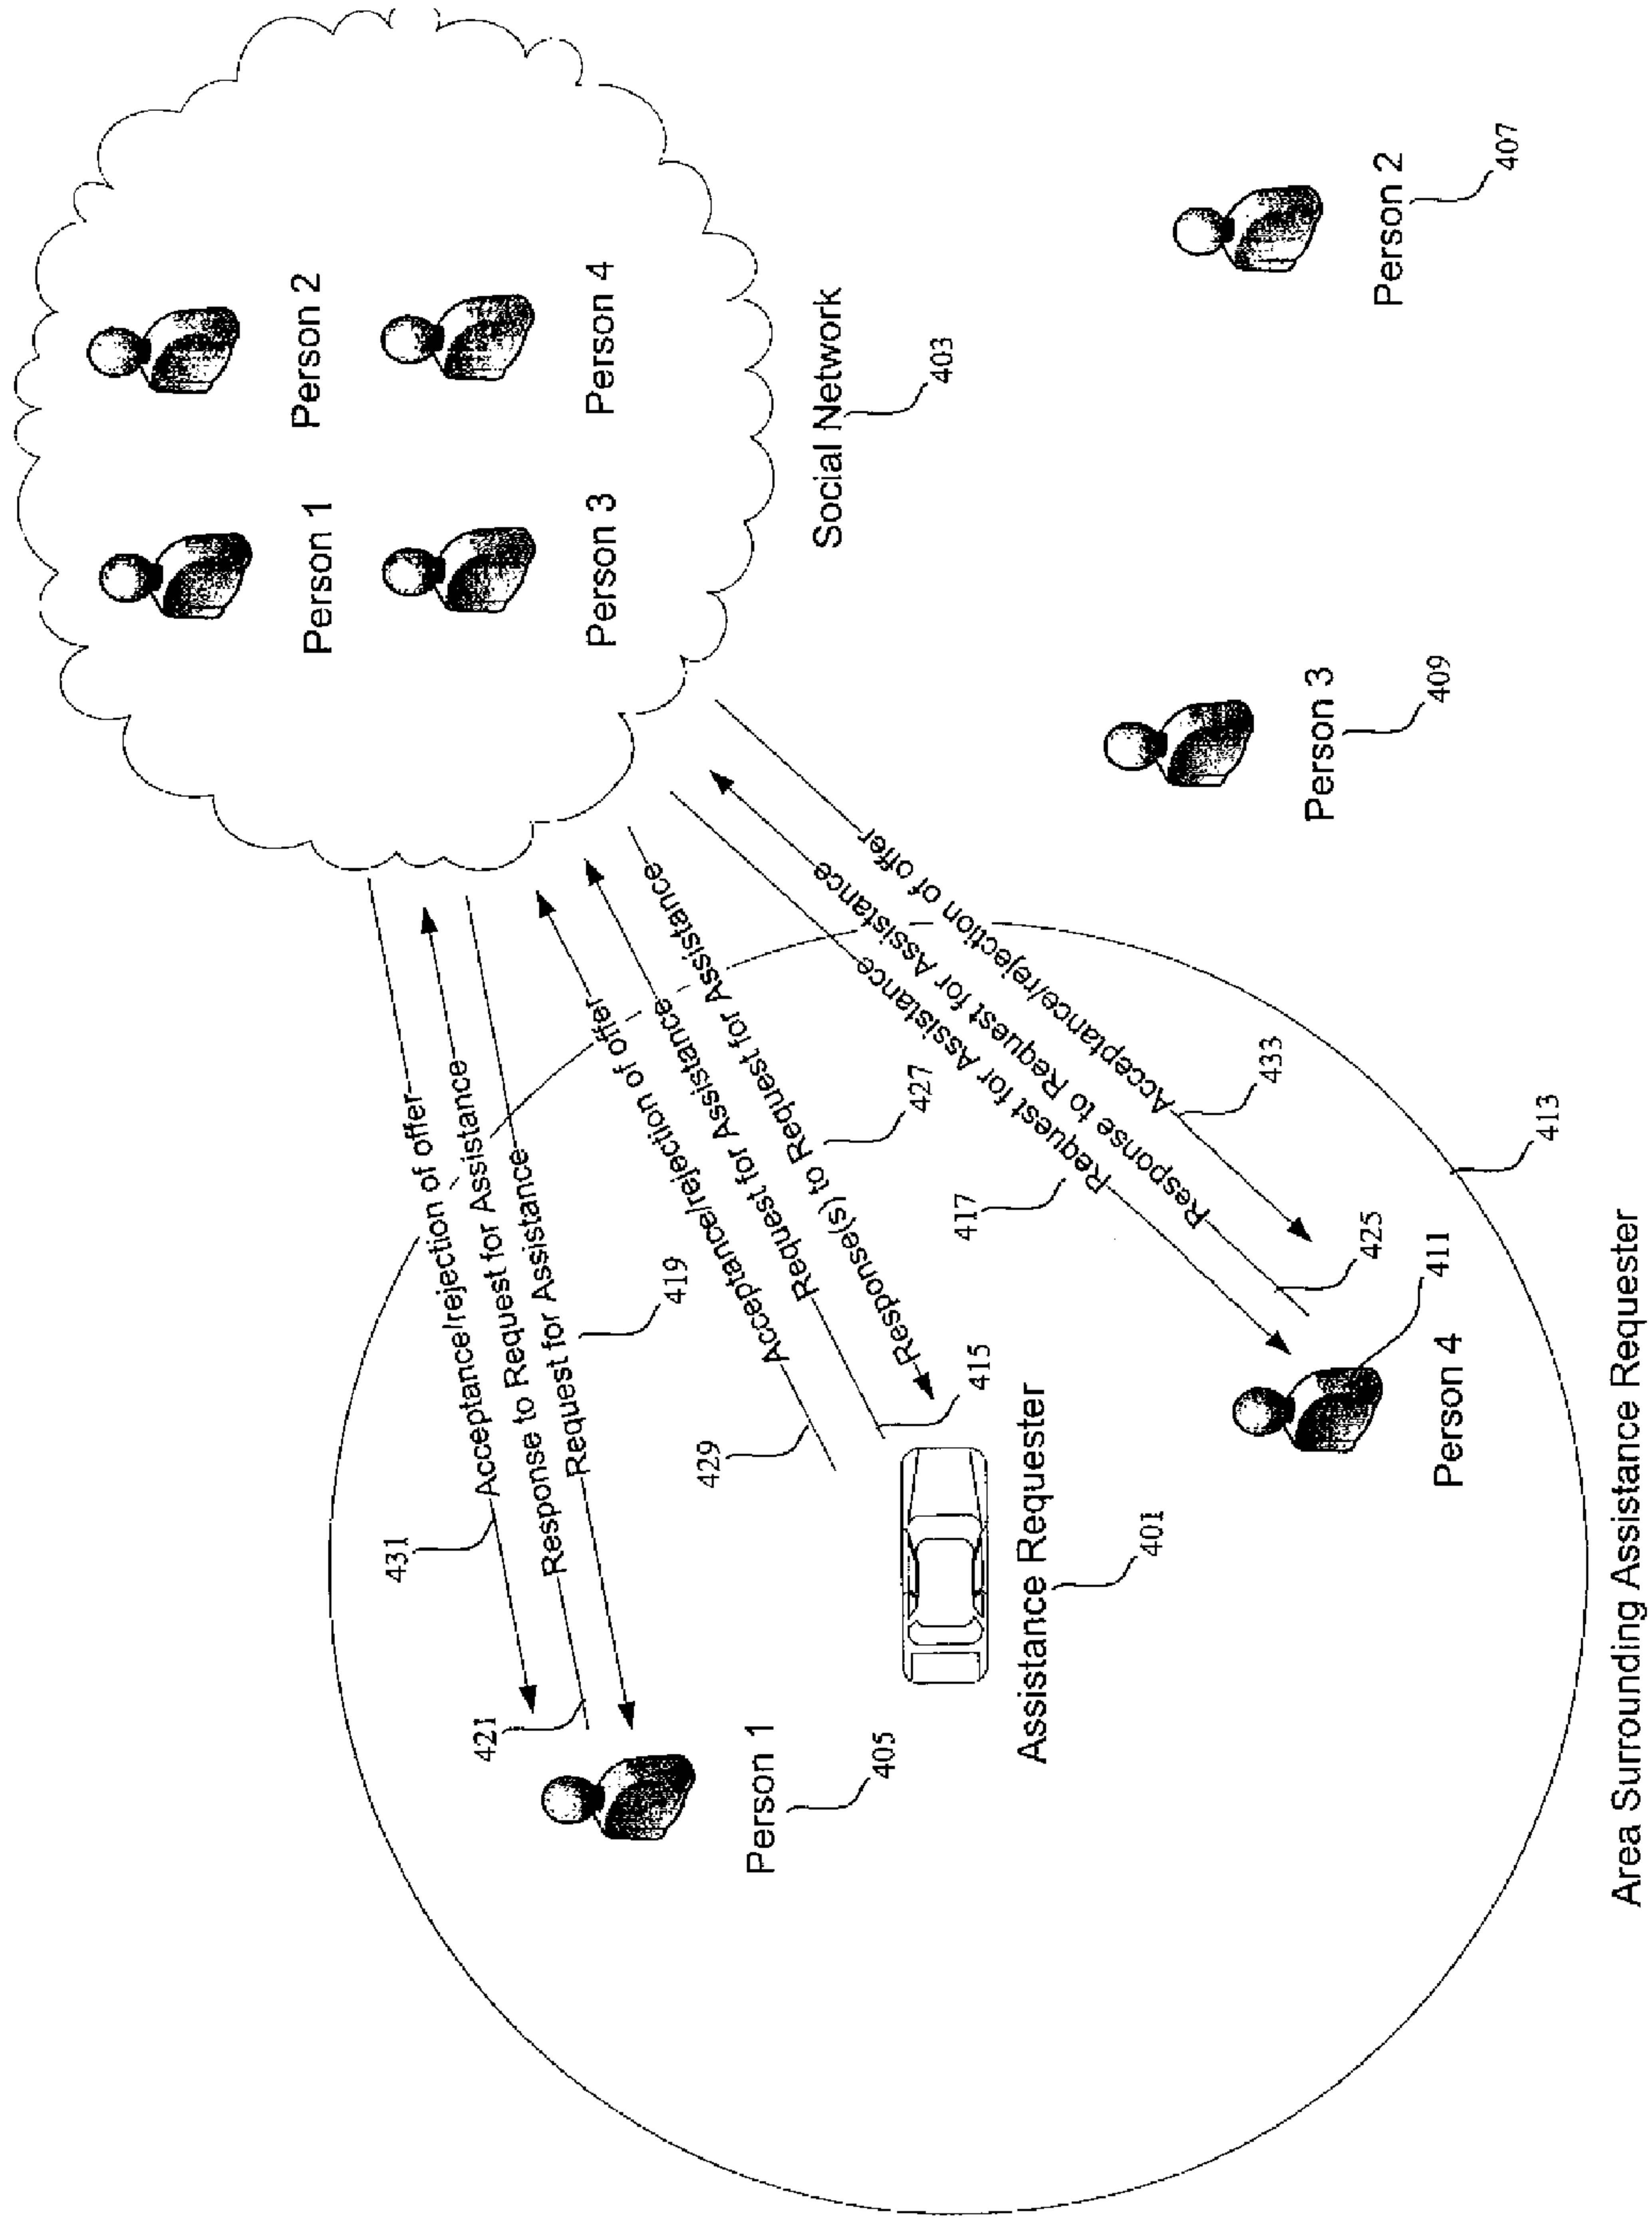 Person 1
Person 2
Person 3
Person 4
Social Network
403
Acceptance/rejection of offer
431
Response to Request for Assistance
421
Request for Assistance
419
Acceptance/rejection of offer
429
Request for Assistance
415
Response(s) to Request for Assistance
427
Request for Assistance
417
Response to Request for Assistance
425
Acceptance/rejection of offer
433
Person 1
405
Assistance Requester
401
Person 4
411
413
Person 3
409
Person 2
407
Area Surrounding Assistance Requester